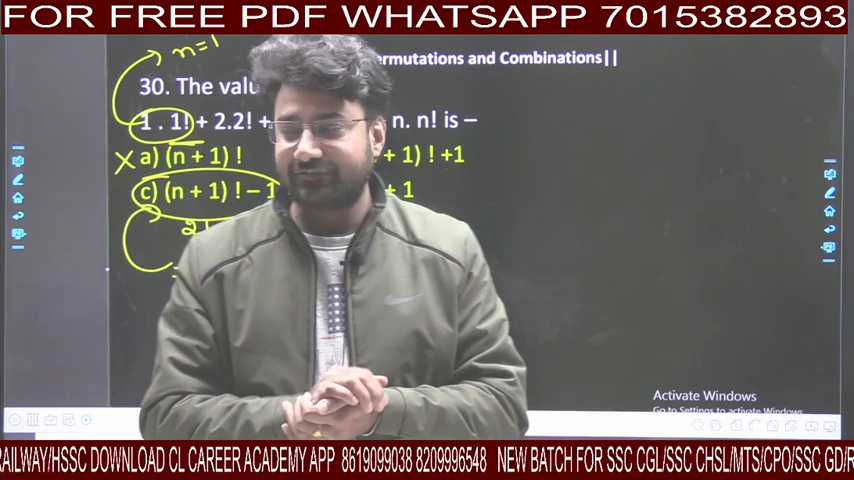 FOR FREE PDF WHATSAPP 7015382893
n=1
ermutations and Combinations||
30. The valu
1 . 1! + 2.2! + n. n! is –
X a) (n + 1) ! + 1) ! +1
c) (n + 1) ! – 1 + 1
2!
Activate Windows
Go to Settings to activate Windows.
RAILWAY/HSSC DOWNLOAD CL CAREER ACADEMY APP 8619099038 8209996548 NEW BATCH FOR SSC CGL/SSC CHSL/MTS/CPO/SSC GD/R